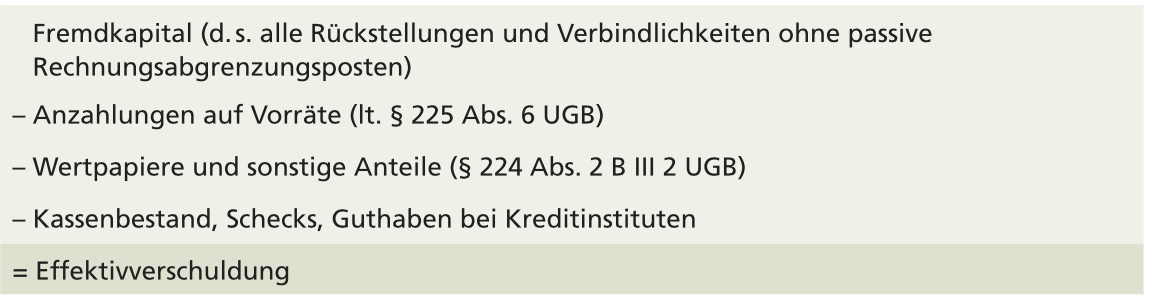 Fremdkapital (d. s. alle Rückstellungen und Verbindlichkeiten ohne passive
Rechnungsabgrenzungsposten)
– Anzahlungen auf Vorräte (lt. § 225 Abs. 6 UGB)
– Wertpapiere und sonstige Anteile (§ 224 Abs. 2 B III 2 UGB)
– Kassenbestand, Schecks, Guthaben bei Kreditinstituten
= Effektivverschuldung